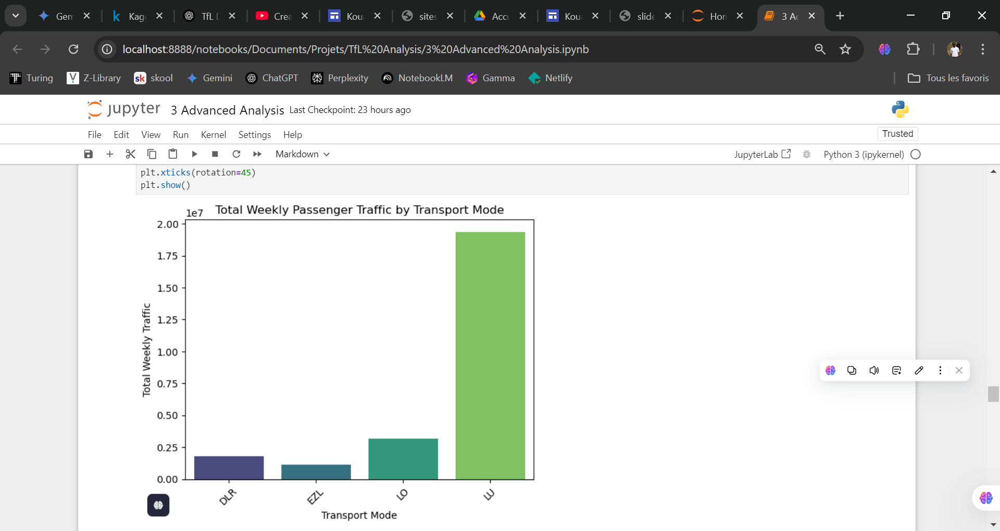 Gem
Kag
TfL D
Crea
Kou
sites
Accu
Kou
slide
Hom
3 Ac
localhost:8888/notebooks/Documents/Projets/TfL%20Analysis/3%20Advanced%20Analysis.ipynb
Turing
Z-Library
sk skool
Gemini
ChatGPT
Perplexity
NotebookLM
Gamma
Netlify
Tous les favoris
jupyter 3 Advanced Analysis Last Checkpoint: 23 hours ago
File Edit View Run Kernel Settings Help
Trusted
Markdown
JupyterLab
Python 3 (ipykernel)
plt.xticks(rotation=45)
plt.show()
1e7 Total Weekly Passenger Traffic by Transport Mode
2.00
1.75
1.50
1.25
1.00
0.75
0.50
0.25
0.00
Total Weekly Traffic
DLR
EZL
LO
LU
Transport Mode